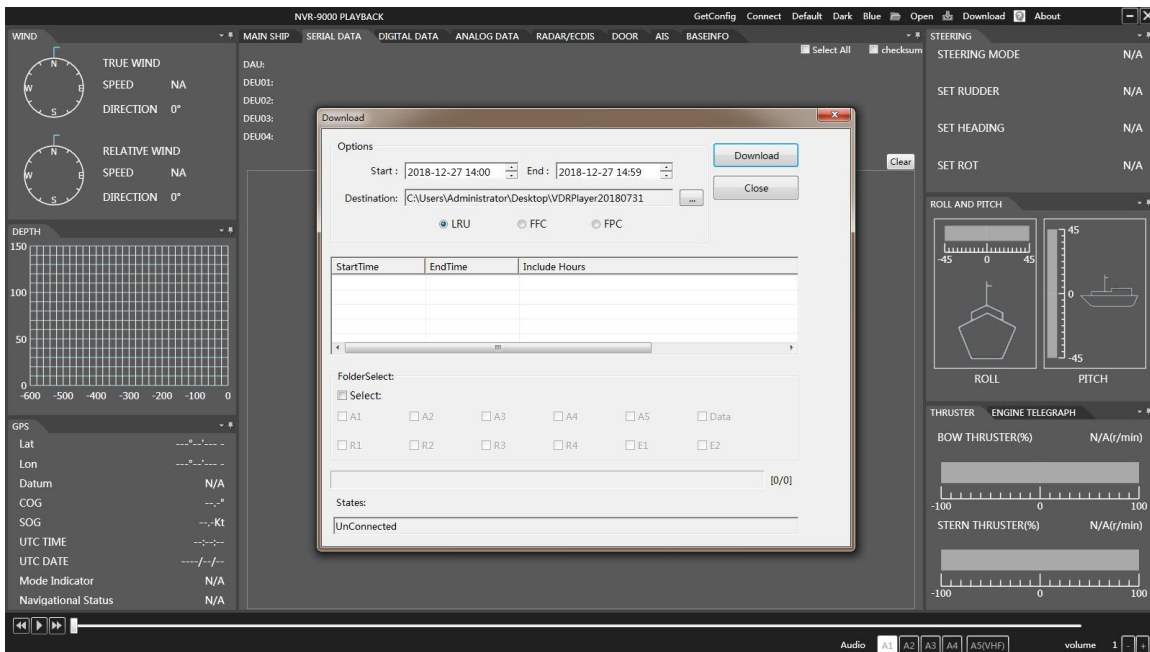 NVR-9000 PLAYBACK
GetConfig Connect Default Dark Blue Open Download About
WIND
N
W E
S
TRUE WIND
SPEED NA
DIRECTION 0°
N
W E
S
RELATIVE WIND
SPEED NA
DIRECTION 0°
DEPTH
150
100
50
0
-600 -500 -400 -300 -200 -100 0
GPS
Lat ---°--'--- -
Lon ---°--'--- -
Datum N/A
COG --.-°
SOG --.-Kt
UTC TIME --:--:--
UTC DATE ----/--/--
Mode Indicator N/A
Navigational Status N/A
MAIN SHIP SERIAL DATA DIGITAL DATA ANALOG DATA RADAR/ECDIS DOOR AIS BASEINFO
Select All checksum
DAU:
DEU01:
DEU02:
DEU03:
DEU04:
Clear
Download
Options
Start : 2018-12-27 14:00 End : 2018-12-27 14:59
Destination: C:\Users\Administrator\Desktop\VDRPlayer20180731 ...
LRU FFC FPC
Download
Close
StartTime EndTime Include Hours
FolderSelect:
Select:
A1 A2 A3 A4 A5 Data
R1 R2 R3 R4 E1 E2
[0/0]
States:
UnConnected
STEERING
STEERING MODE N/A
SET RUDDER N/A
SET HEADING N/A
SET ROT N/A
ROLL AND PITCH
-45 0 45
ROLL
45
0
-45
PITCH
THRUSTER ENGINE TELEGRAPH
BOW THRUSTER(%) N/A(r/min)
-100 0 100
STERN THRUSTER(%) N/A(r/min)
-100 0 100
Audio A1 A2 A3 A4 A5(VHF) volume 1 - +